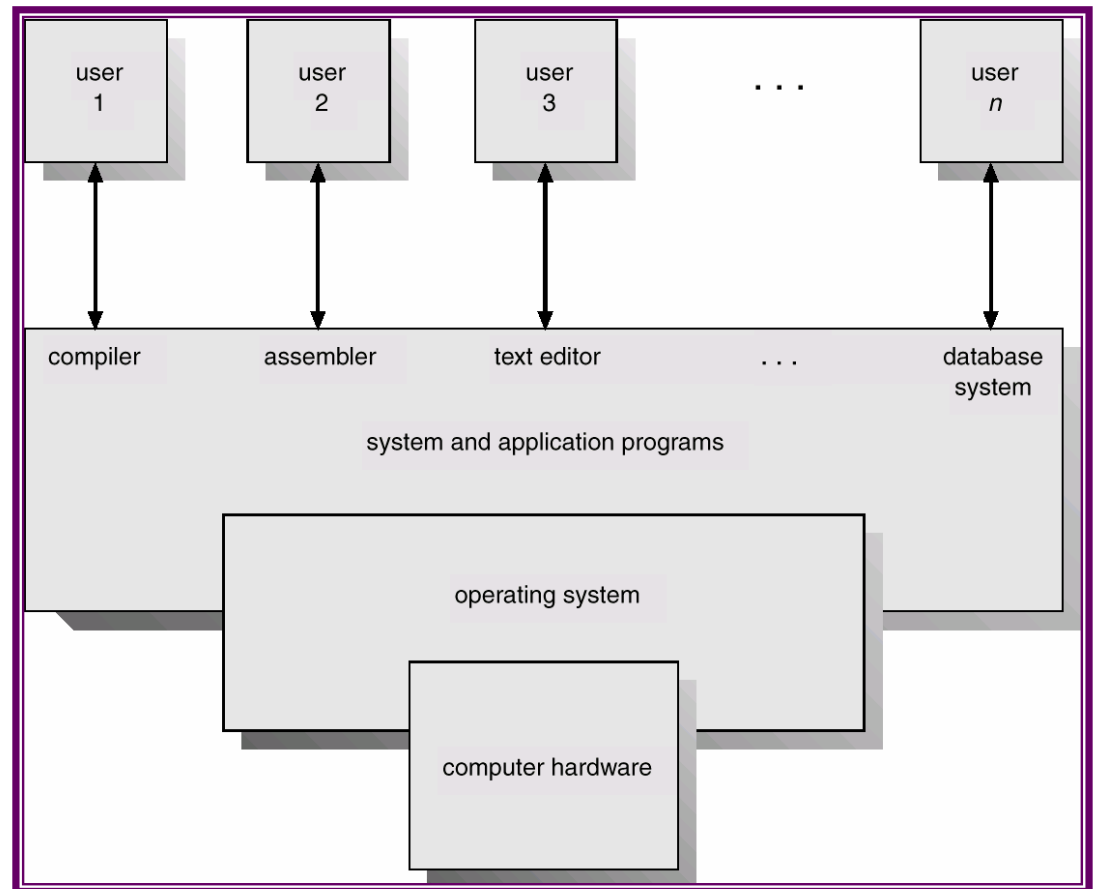 user
1
user
2
user
3
. . .
user
n
compiler
assembler
text editor
. . .
database
system
system and application programs
operating system
computer hardware